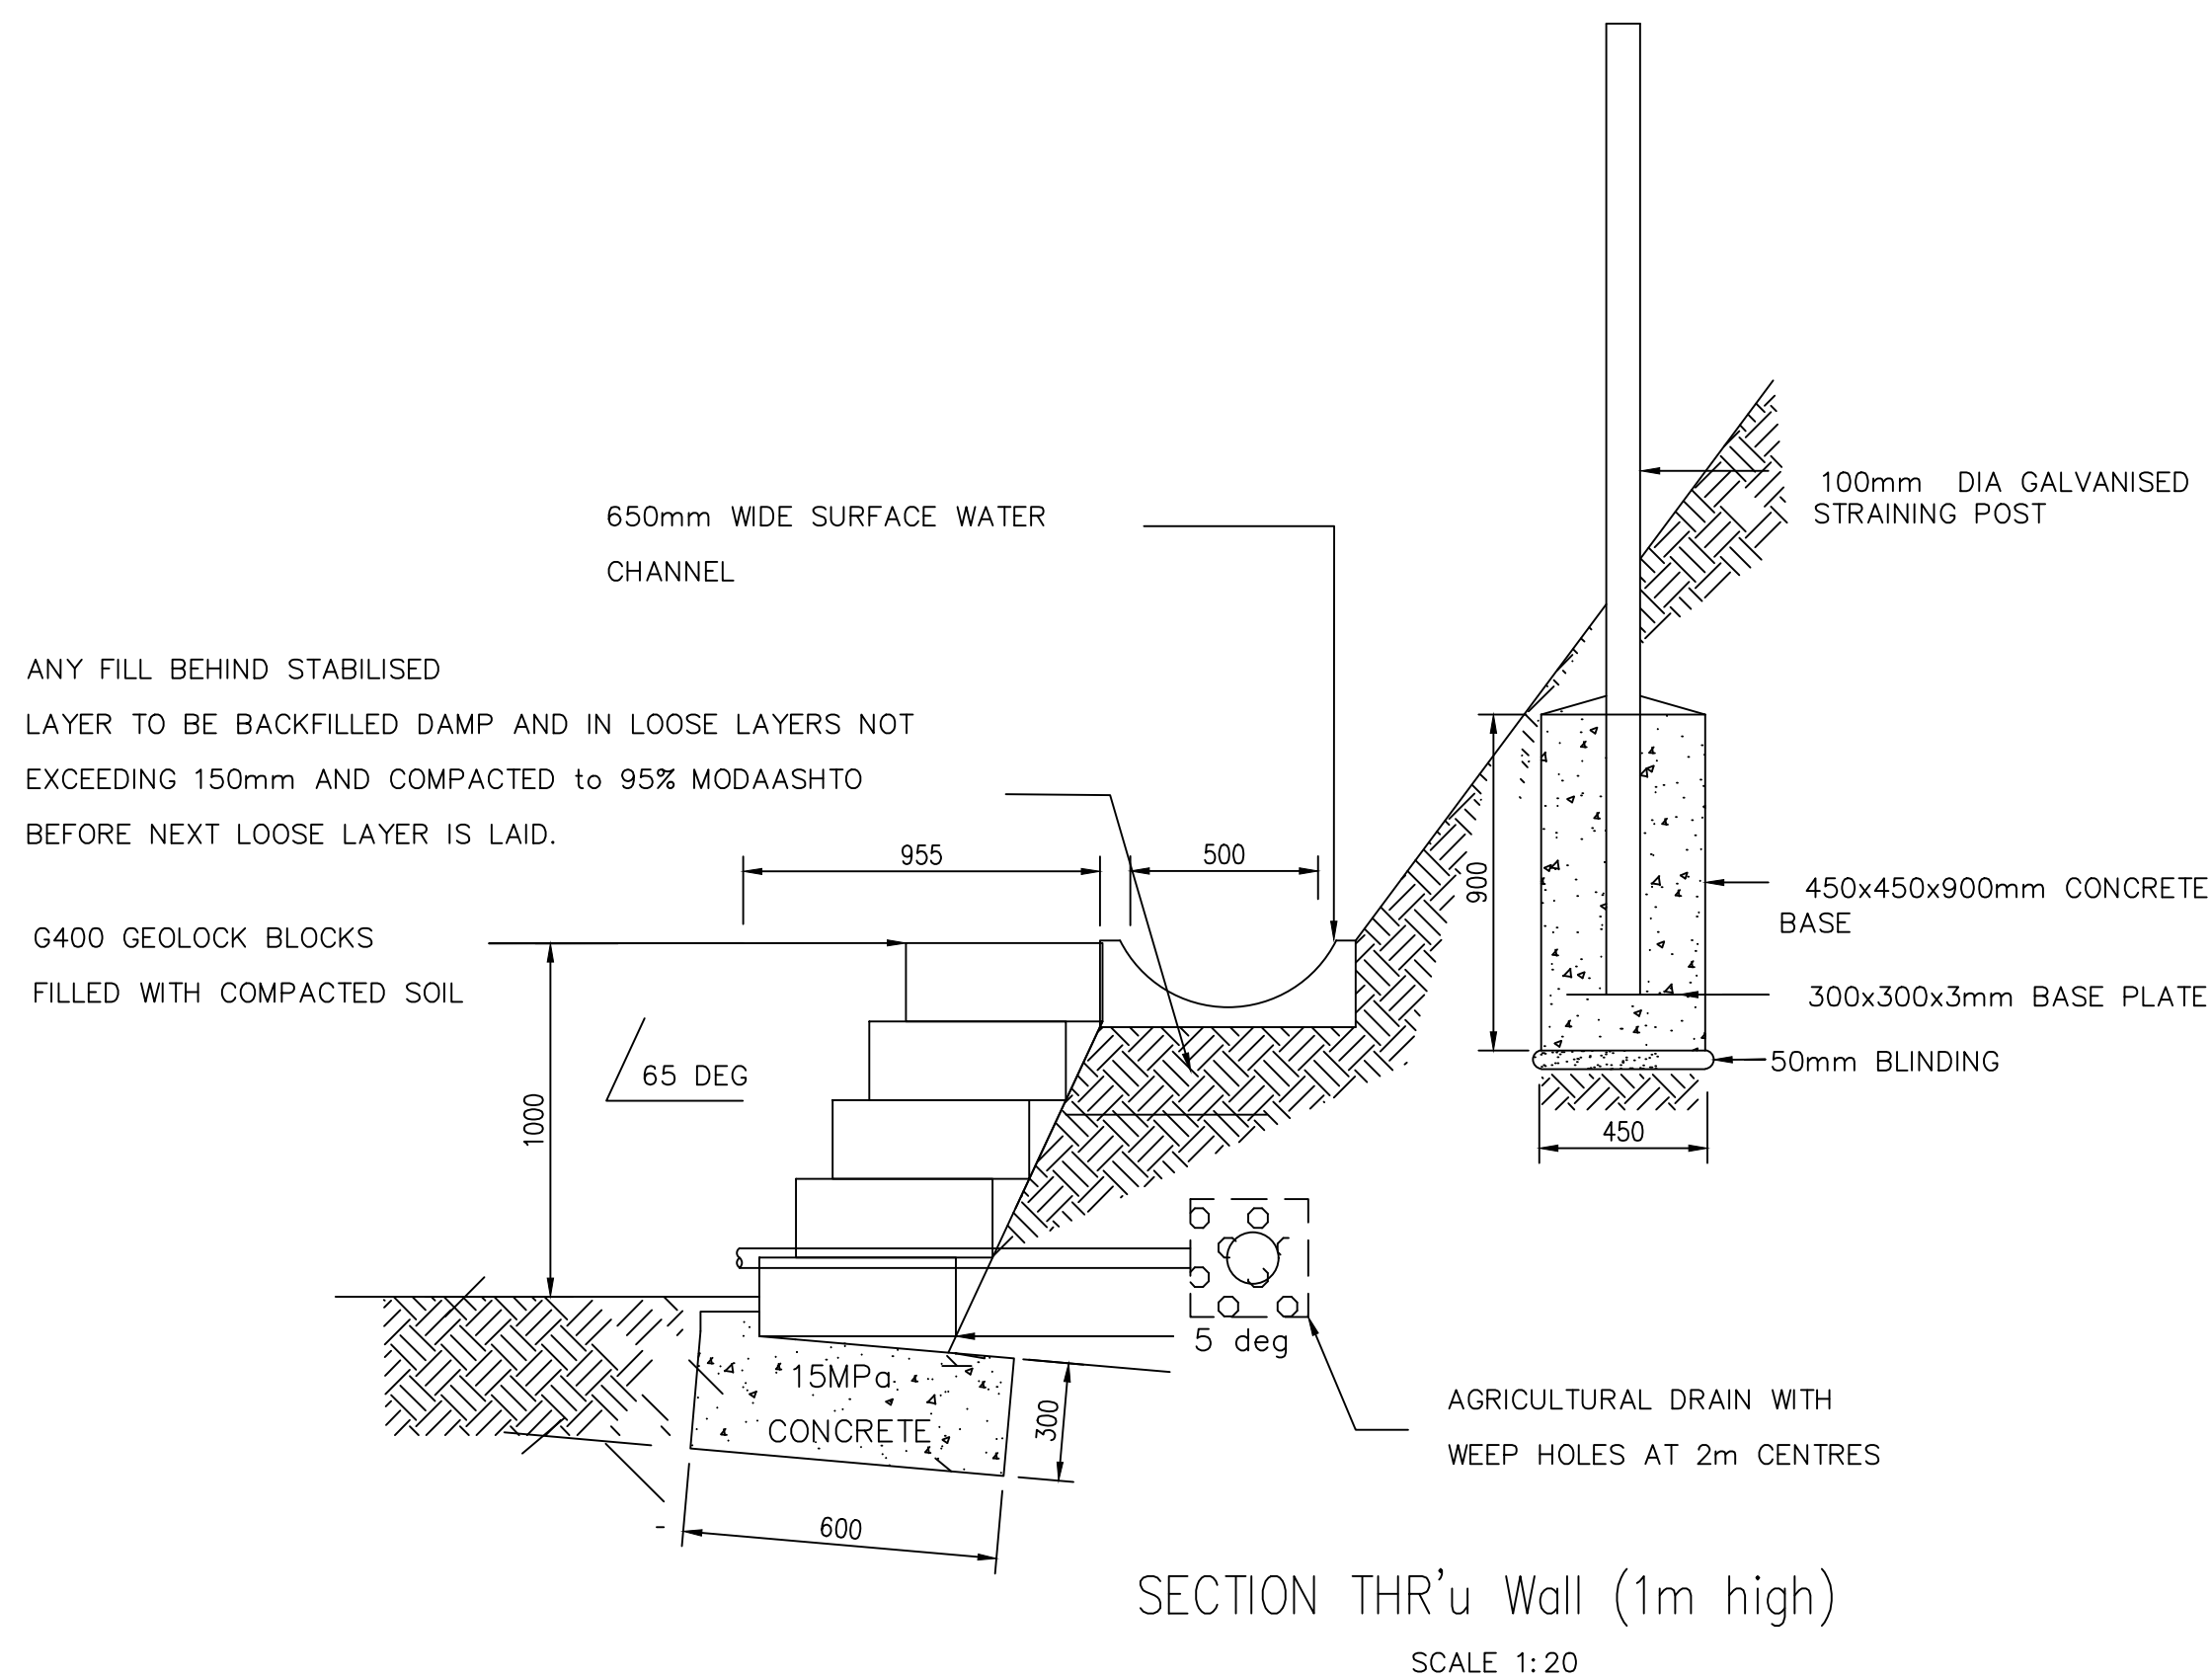 100mm DIA GALVANISED
STRAINING POST
650mm WIDE SURFACE WATER
CHANNEL
ANY FILL BEHIND STABILISED
LAYER TO BE BACKFILLED DAMP AND IN LOOSE LAYERS NOT
EXCEEDING 150mm AND COMPACTED to 95% MODAASHTO
BEFORE NEXT LOOSE LAYER IS LAID.
955
500
900
450x450x900mm CONCRETE
BASE
G400 GEOLOCK BLOCKS
FILLED WITH COMPACTED SOIL
300x300x3mm BASE PLATE
65 DEG
50mm BLINDING
1000
450
5 deg
15MPa
CONCRETE
300
AGRICULTURAL DRAIN WITH
WEEP HOLES AT 2m CENTRES
600
SECTION THR'u Wall (1m high)
SCALE 1:20